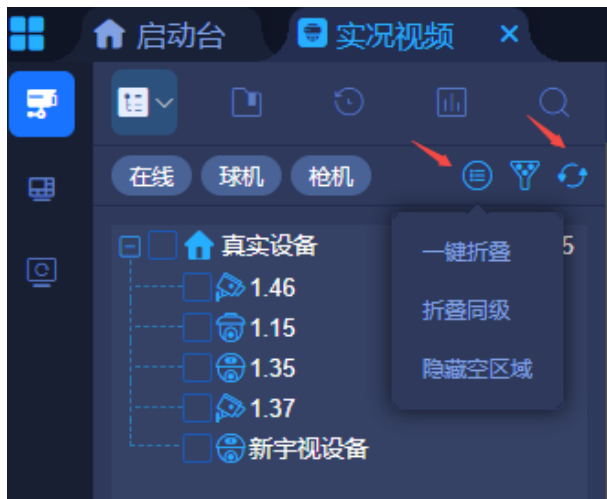 启动台 实况视频 ×
在线 球机 枪机
真实设备 5
一键折叠
1.46
折叠同级
1.15
1.35
隐藏空区域
1.37
新宇视设备